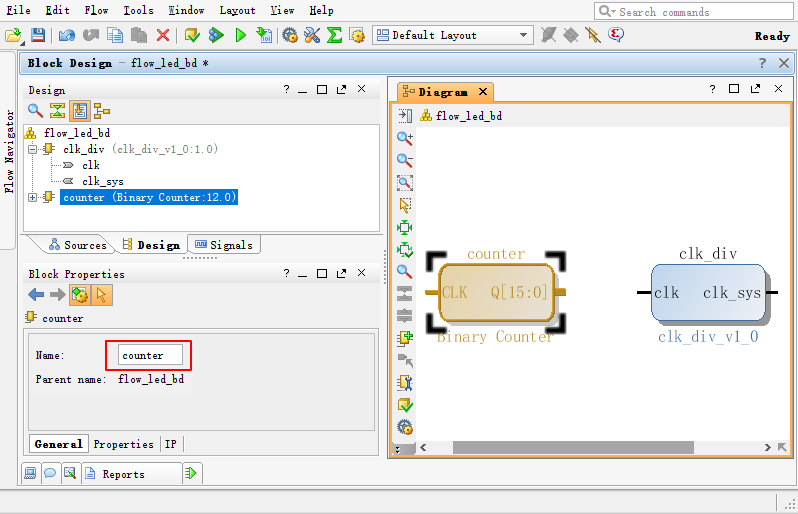 File Edit Flow Tools Window Layout View Help
Search commands
Default Layout
Ready
Flow Navigator
Block Design - flow_led_bd *
Design
flow_led_bd
clk_div (clk_div_v1_0:1.0)
clk
clk_sys
counter (Binary Counter:12.0)
Sources Design Signals
Block Properties
counter
Name: counter
Parent name: flow_led_bd
General Properties IP
Reports
Diagram
flow_led_bd
counter
CLK Q[15:0]
Binary Counter
clk_div
clk clk_sys
clk_div_v1_0